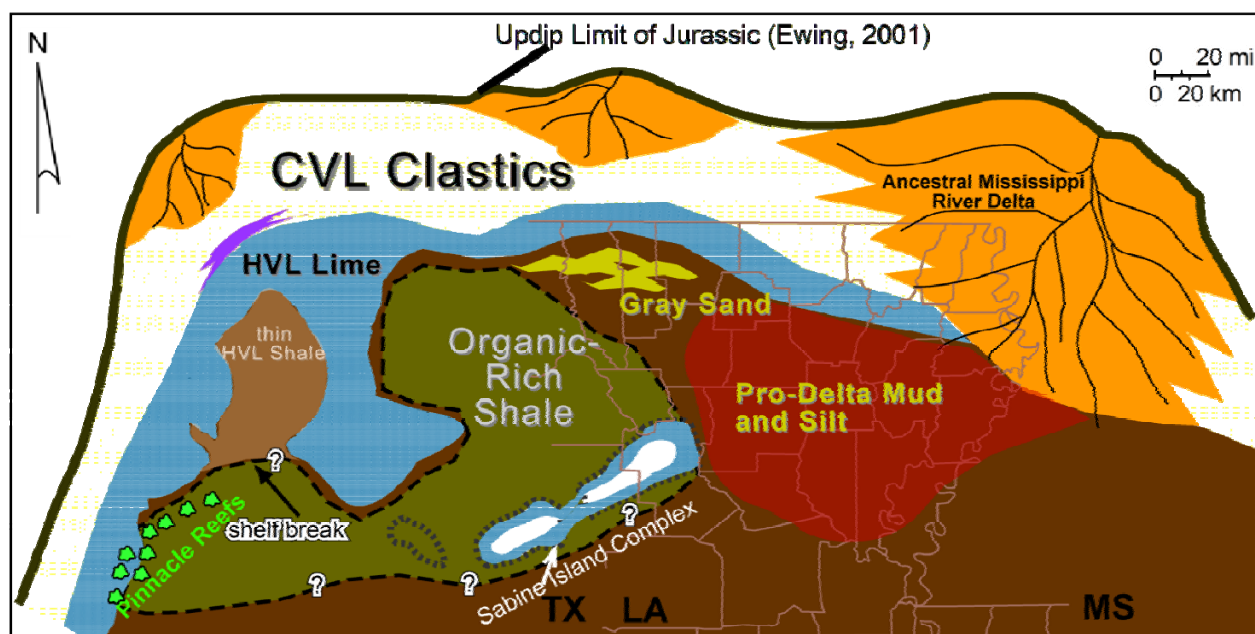 Updip Limit of Jurassic (Ewing, 2001)
N
0 20 mi
0 20 km
CVL Clastics
Ancestral Mississippi
River Delta
HVL Lime
Gray Sand
thin
HVL Shale
Organic-
Rich
Shale
Pro-Delta Mud
and Silt
?
shelf break
Pinnacle Reefs
?
Sabine Island Complex
?
?
TX LA
MS